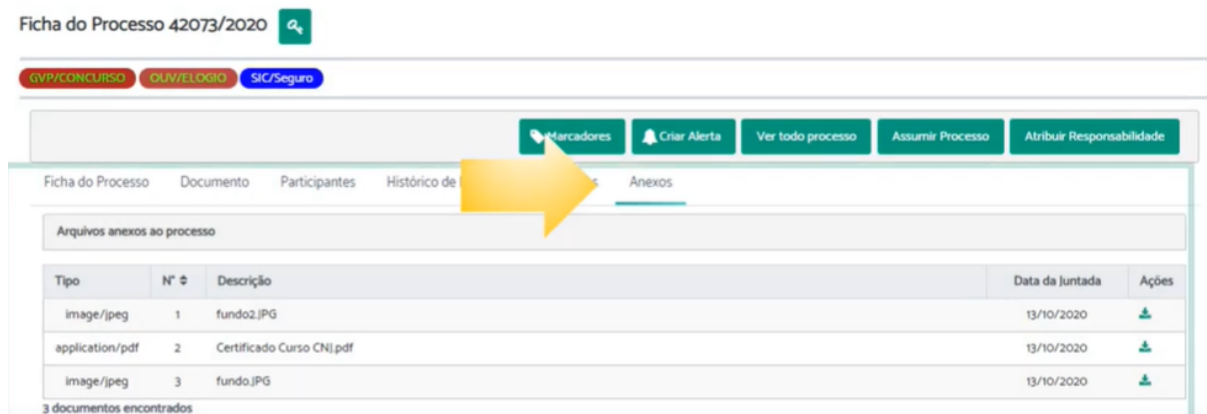 Ficha do Processo 42073/2020
GVP/CONCURSO OUV/ELOGIO SIC/Seguro
Marcadores Criar Alerta Ver todo processo Assumir Processo Atribuir Responsabilidade
Ficha do Processo Documento Participantes Histórico de Anexos
Arquivos anexos ao processo
Tipo N° Descrição Data da Juntada Ações
image/jpeg 1 fundo2.JPG 13/10/2020
application/pdf 2 Certificado Curso CNJ.pdf 13/10/2020
image/jpeg 3 fundo.JPG 13/10/2020
3 documentos encontrados